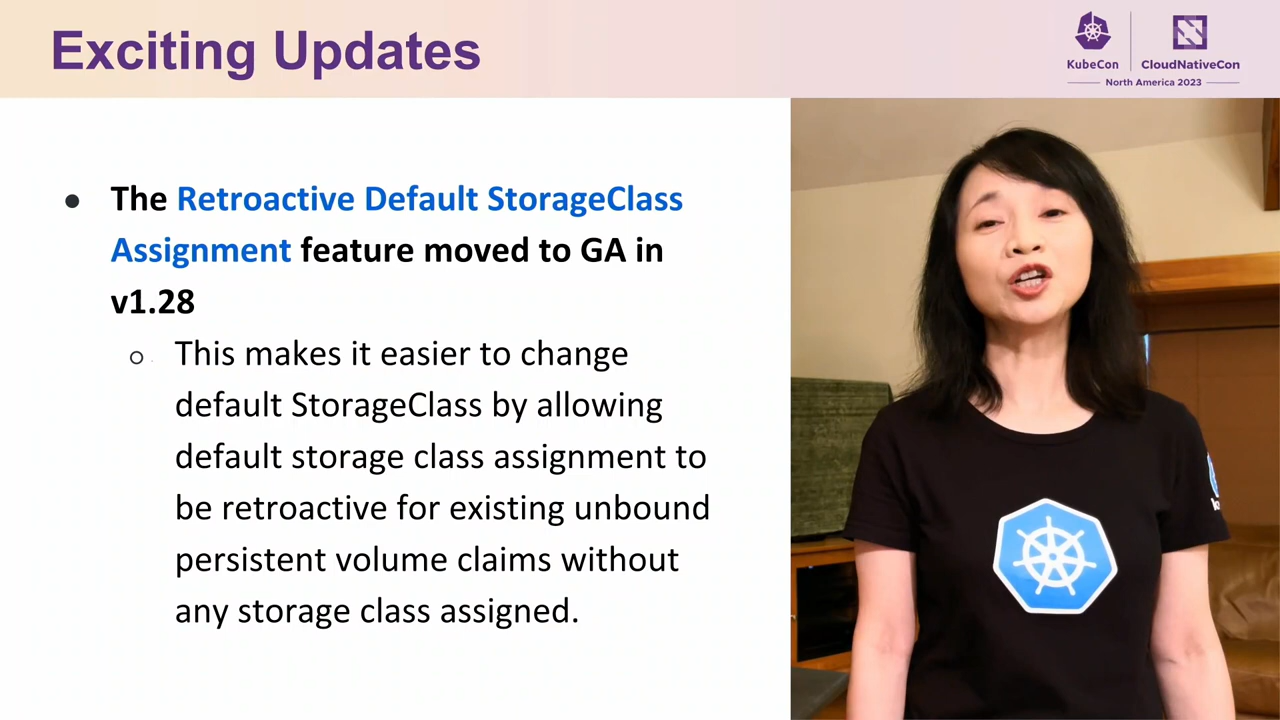 Exciting Updates
KubeCon
CloudNativeCon
North America 2023
● The Retroactive Default StorageClass
Assignment feature moved to GA in
v1.28
○ This makes it easier to change
default StorageClass by allowing
default storage class assignment to
be retroactive for existing unbound
persistent volume claims without
any storage class assigned.